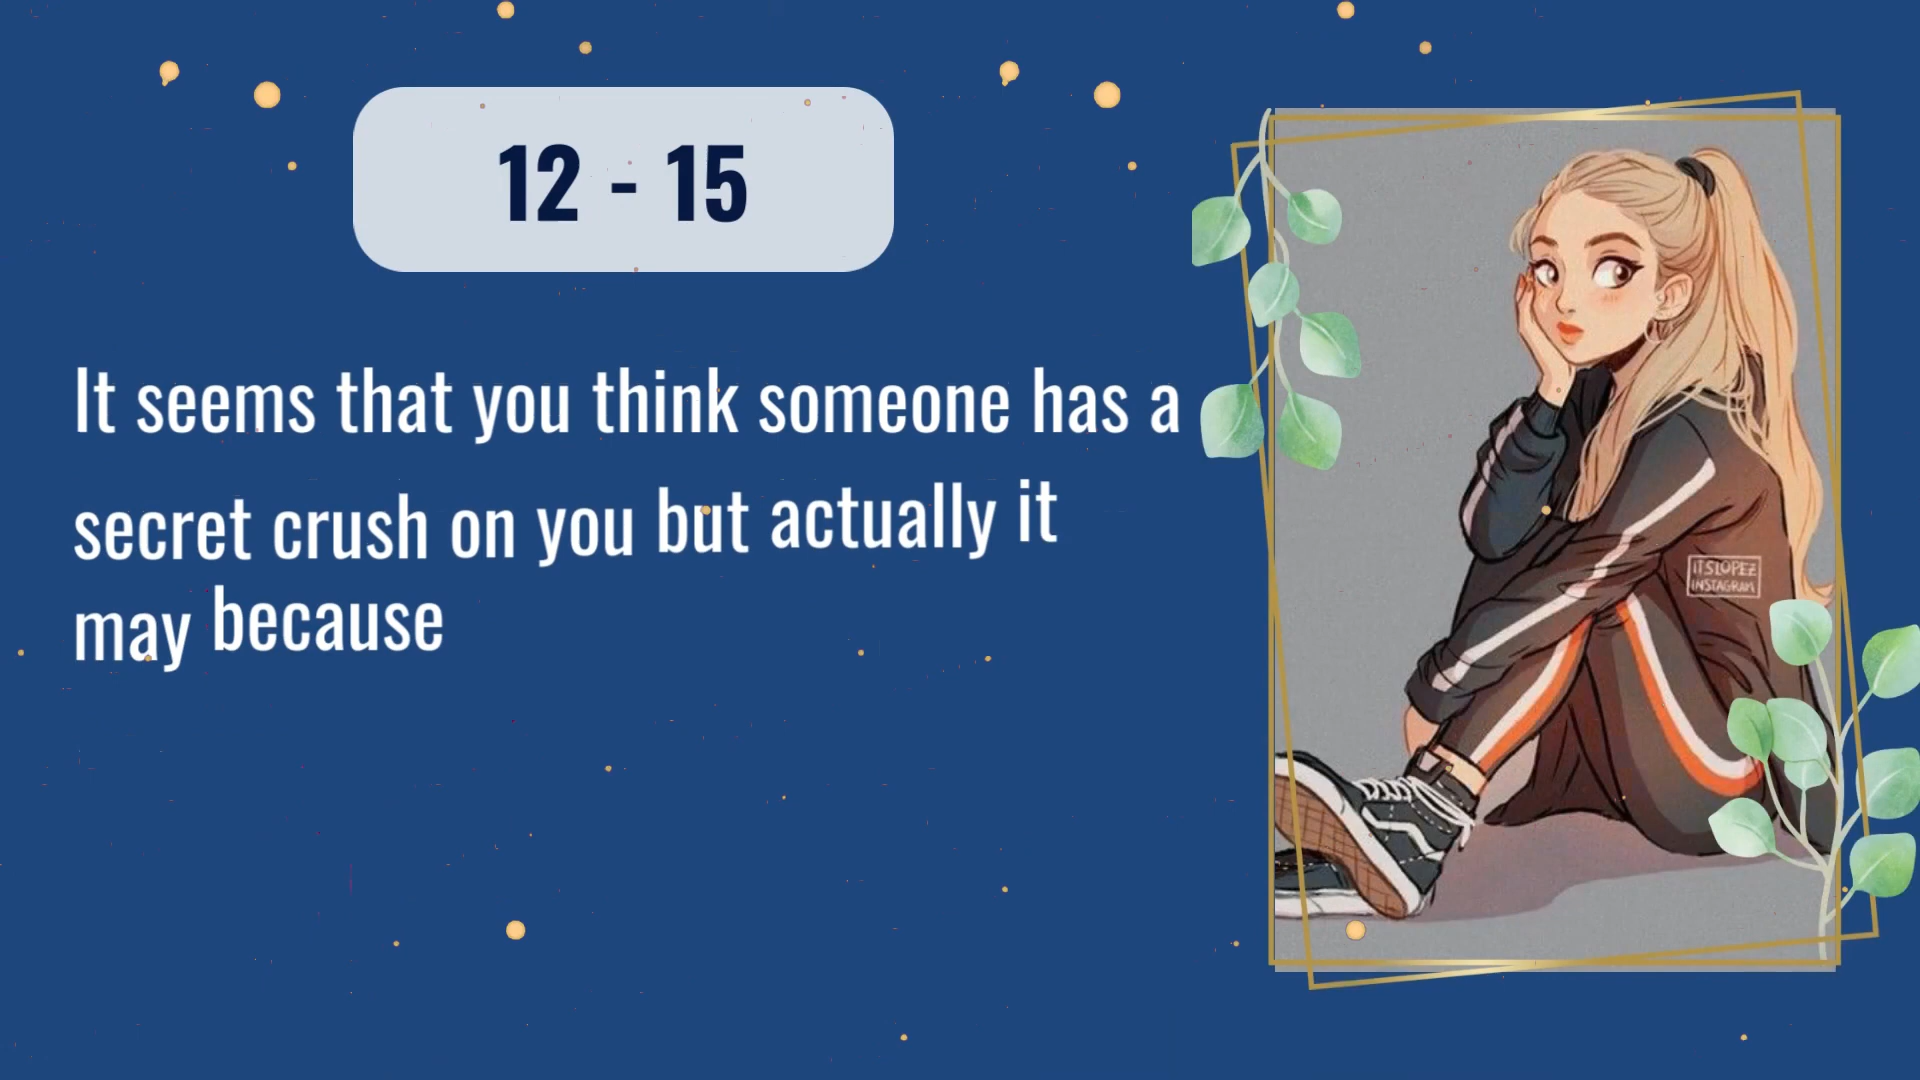 12 - 15
It seems that you think someone has a
secret crush on you but actually it
may because
ITSLOPEZ
INSTAGRAM